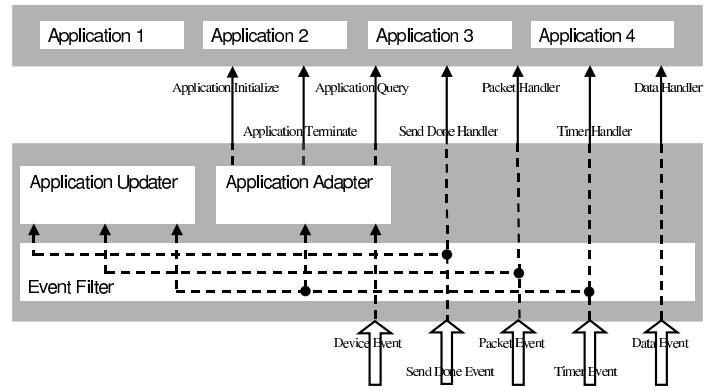 Application 1
Application 2
Application 3
Application 4
Application Initialize
Application Query
Packet Handler
Data Handler
Application Terminate
Send Done Handler
Timer Handler
Application Updater
Application Adapter
Event Filter
Device Event
Packet Event
Data Event
Send Done Event
Timer Event